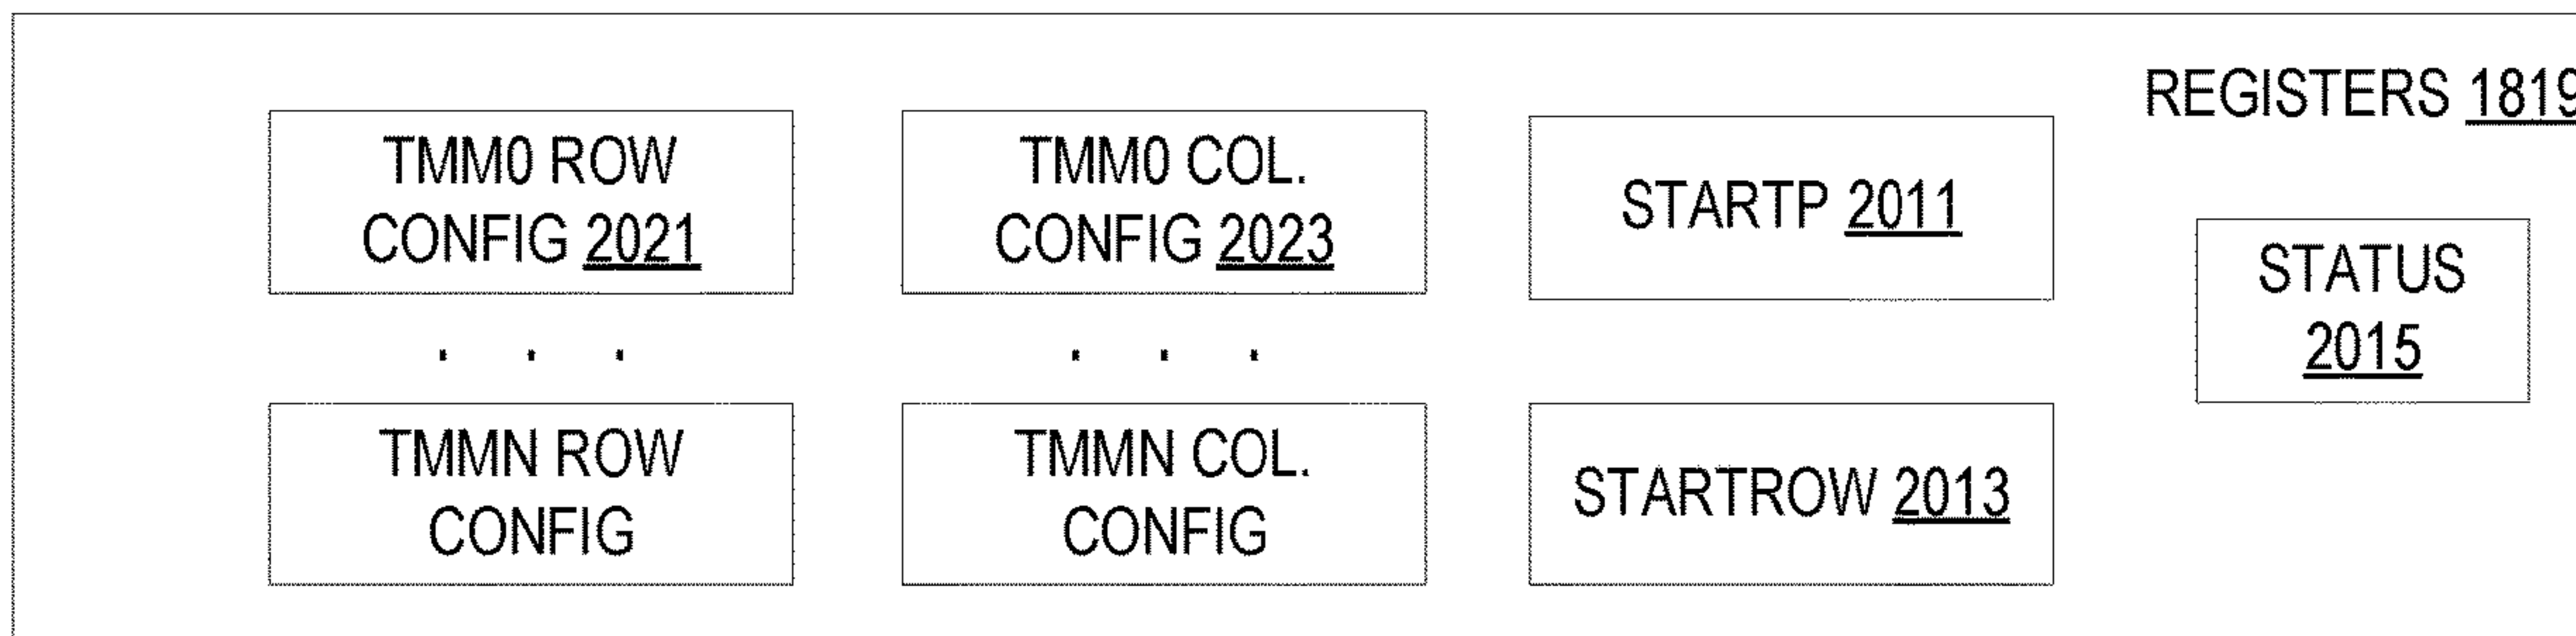 REGISTERS 1819
TMM0 ROW
CONFIG 2021
TMM0 COL.
CONFIG 2023
STARTP 2011
STATUS
2015
. . .
. . .
TMMN ROW
CONFIG
TMMN COL.
CONFIG
STARTROW 2013